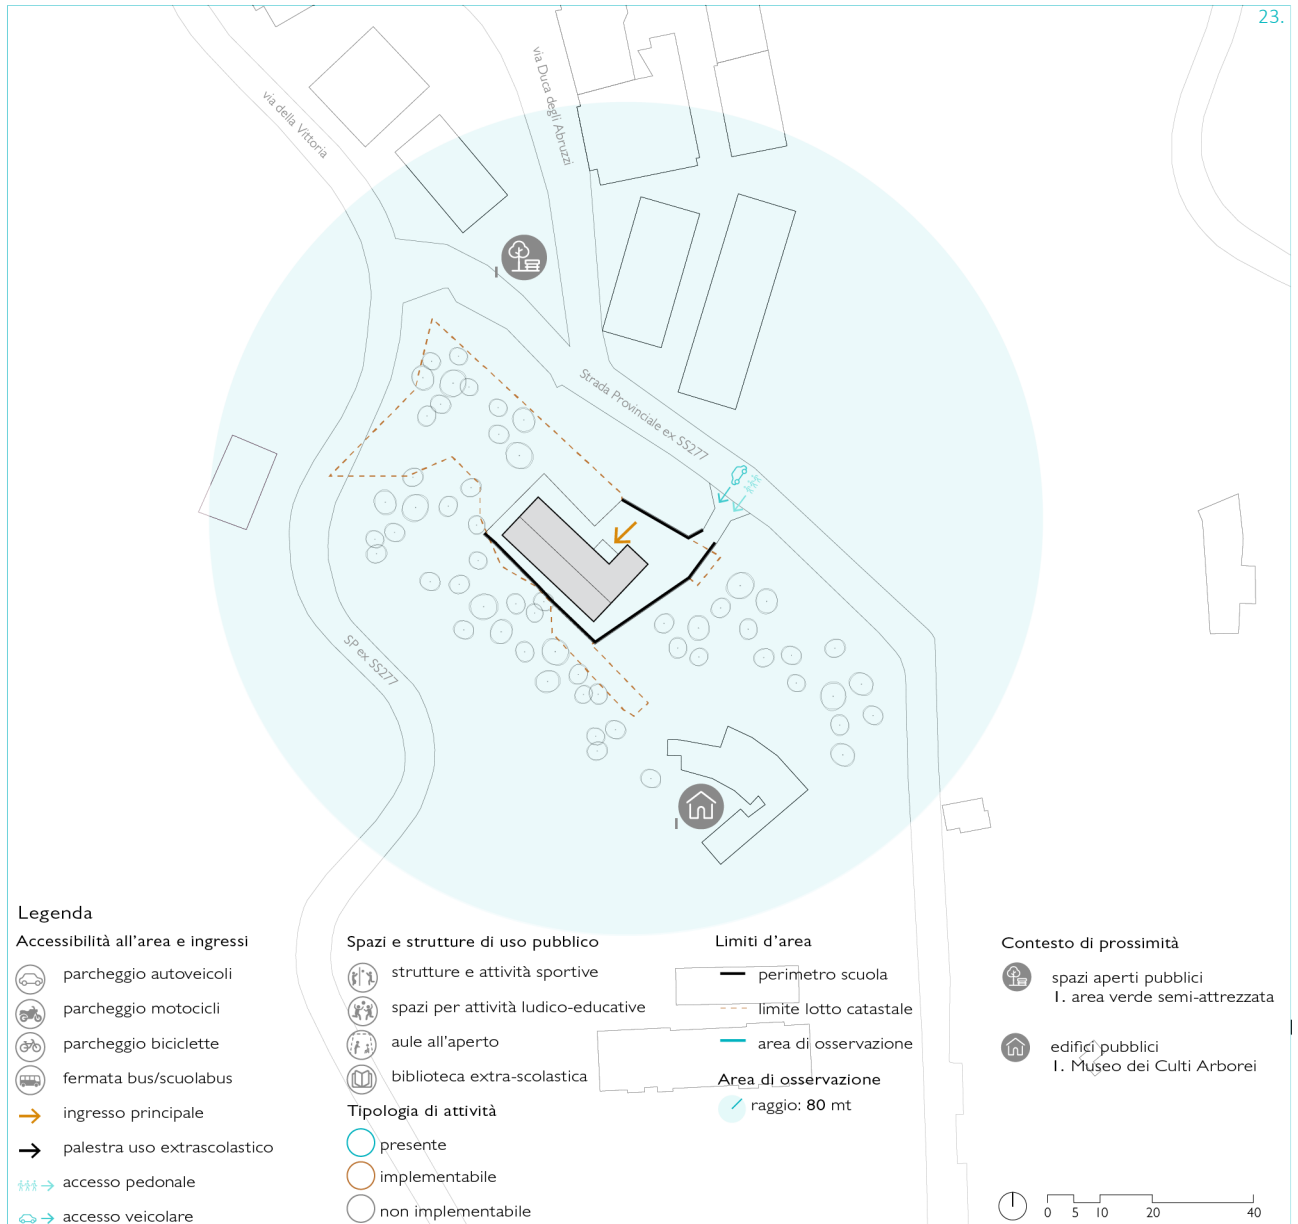 23.
via della Vittoria
via Duca degli Abruzzi
I
Strada Provinciale ex SS277
SP ex SS277
I
Legenda
Accessibilità all'area e ingressi
parcheggio autoveicoli
parcheggio motocicli
parcheggio biciclette
fermata bus/scuolabus
ingresso principale
palestra uso extrascolastico
accesso pedonale
accesso veicolare
Spazi e strutture di uso pubblico
strutture e attività sportive
spazi per attività ludico-educative
aule all'aperto
biblioteca extra-scolastica
Tipologia di attività
presente
implementabile
non implementabile
Limiti d'area
perimetro scuola
limite lotto catastale
area di osservazione
Area di osservazione
raggio: 80 mt
Contesto di prossimità
spazi aperti pubblici
1. area verde semi-attrezzata
edifici pubblici
1. Museo dei Culti Arborei
0 5 10 20 40